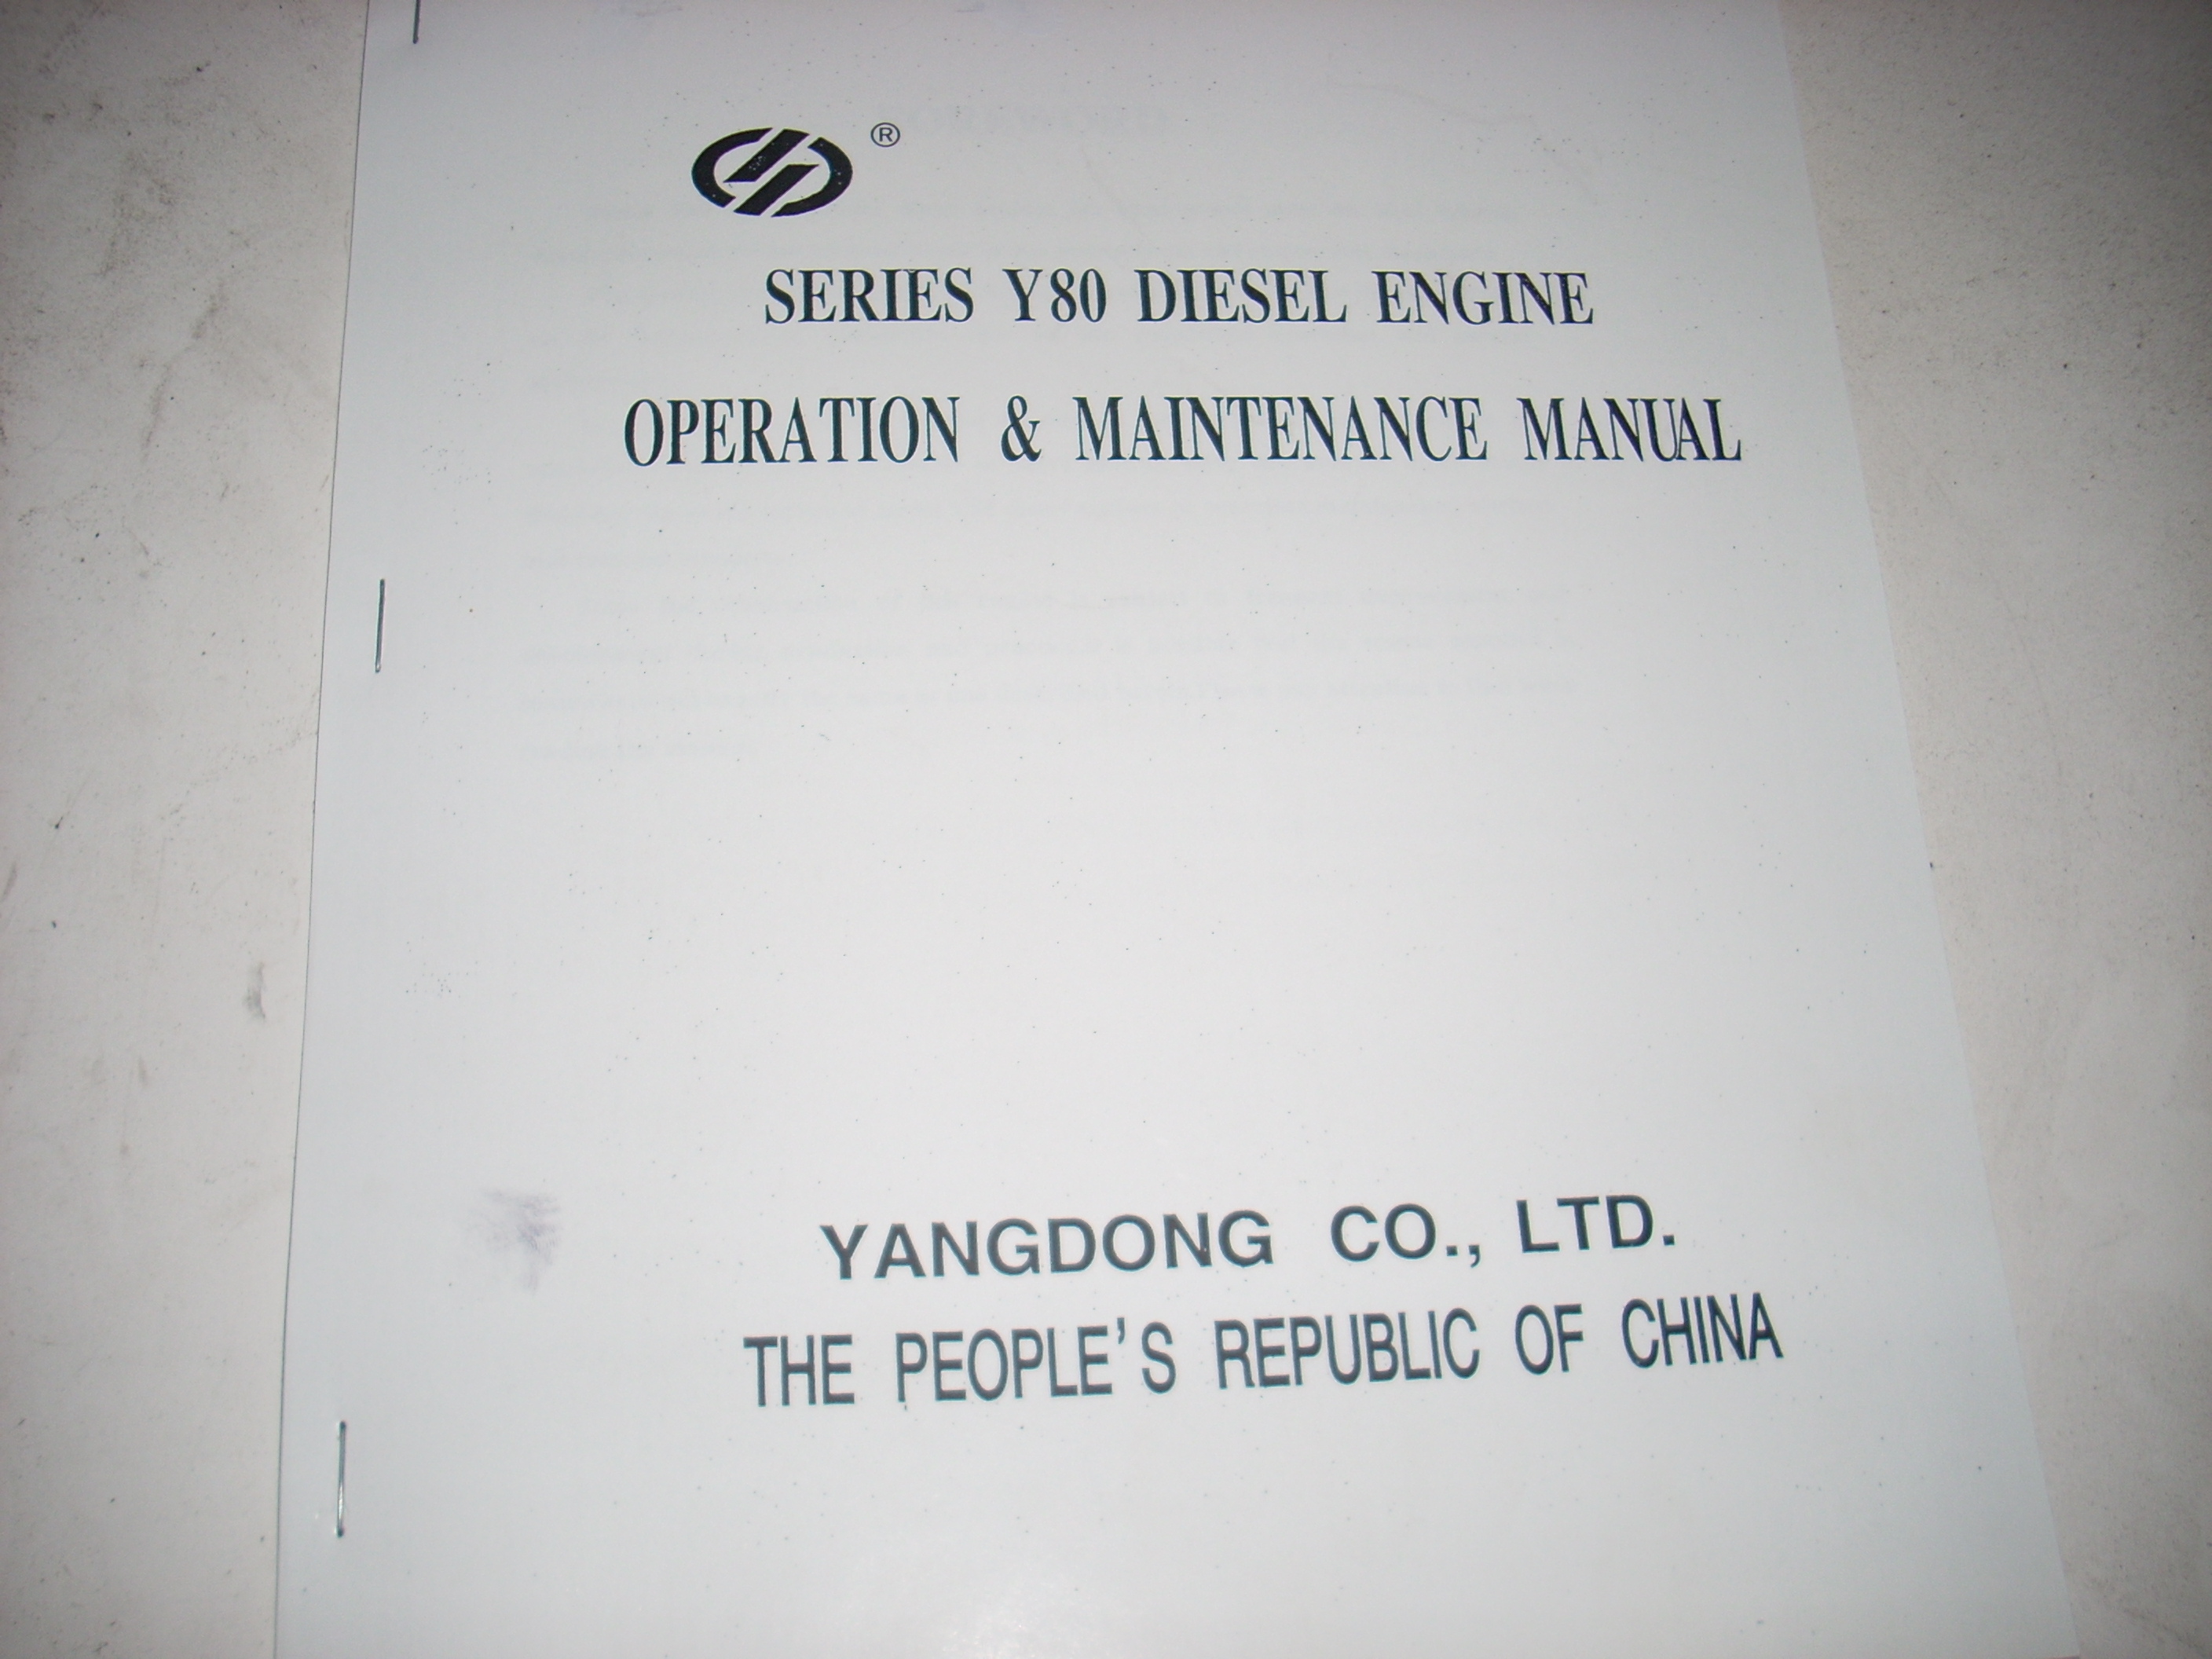 ®
SERIES Y80 DIESEL ENGINE
OPERATION & MAINTENANCE MANUAL
YANGDONG CO., LTD.
THE PEOPLE'S REPUBLIC OF CHINA